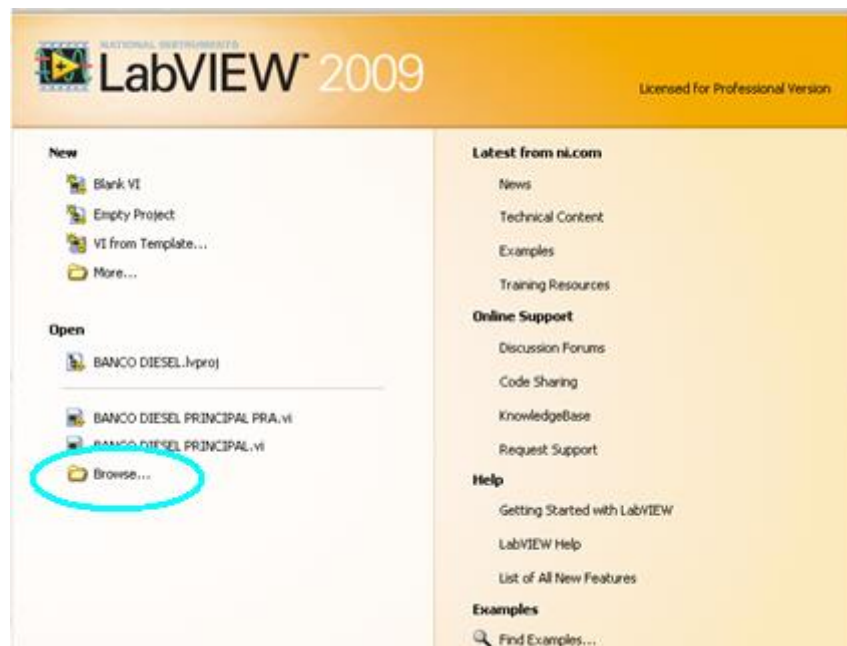 NATIONAL INSTRUMENTS
LabVIEW™ 2009
Licensed for Professional Version
New
Blank VI
Empty Project
VI from Template...
More...
Open
BANCO DIESEL.lvproj
BANCO DIESEL PRINCIPAL PRA.vi
BANCO DIESEL PRINCIPAL.vi
Browse...
Latest from ni.com
News
Technical Content
Examples
Training Resources
Online Support
Discussion Forums
Code Sharing
KnowledgeBase
Request Support
Help
Getting Started with LabVIEW
LabVIEW Help
List of All New Features
Examples
Find Examples...